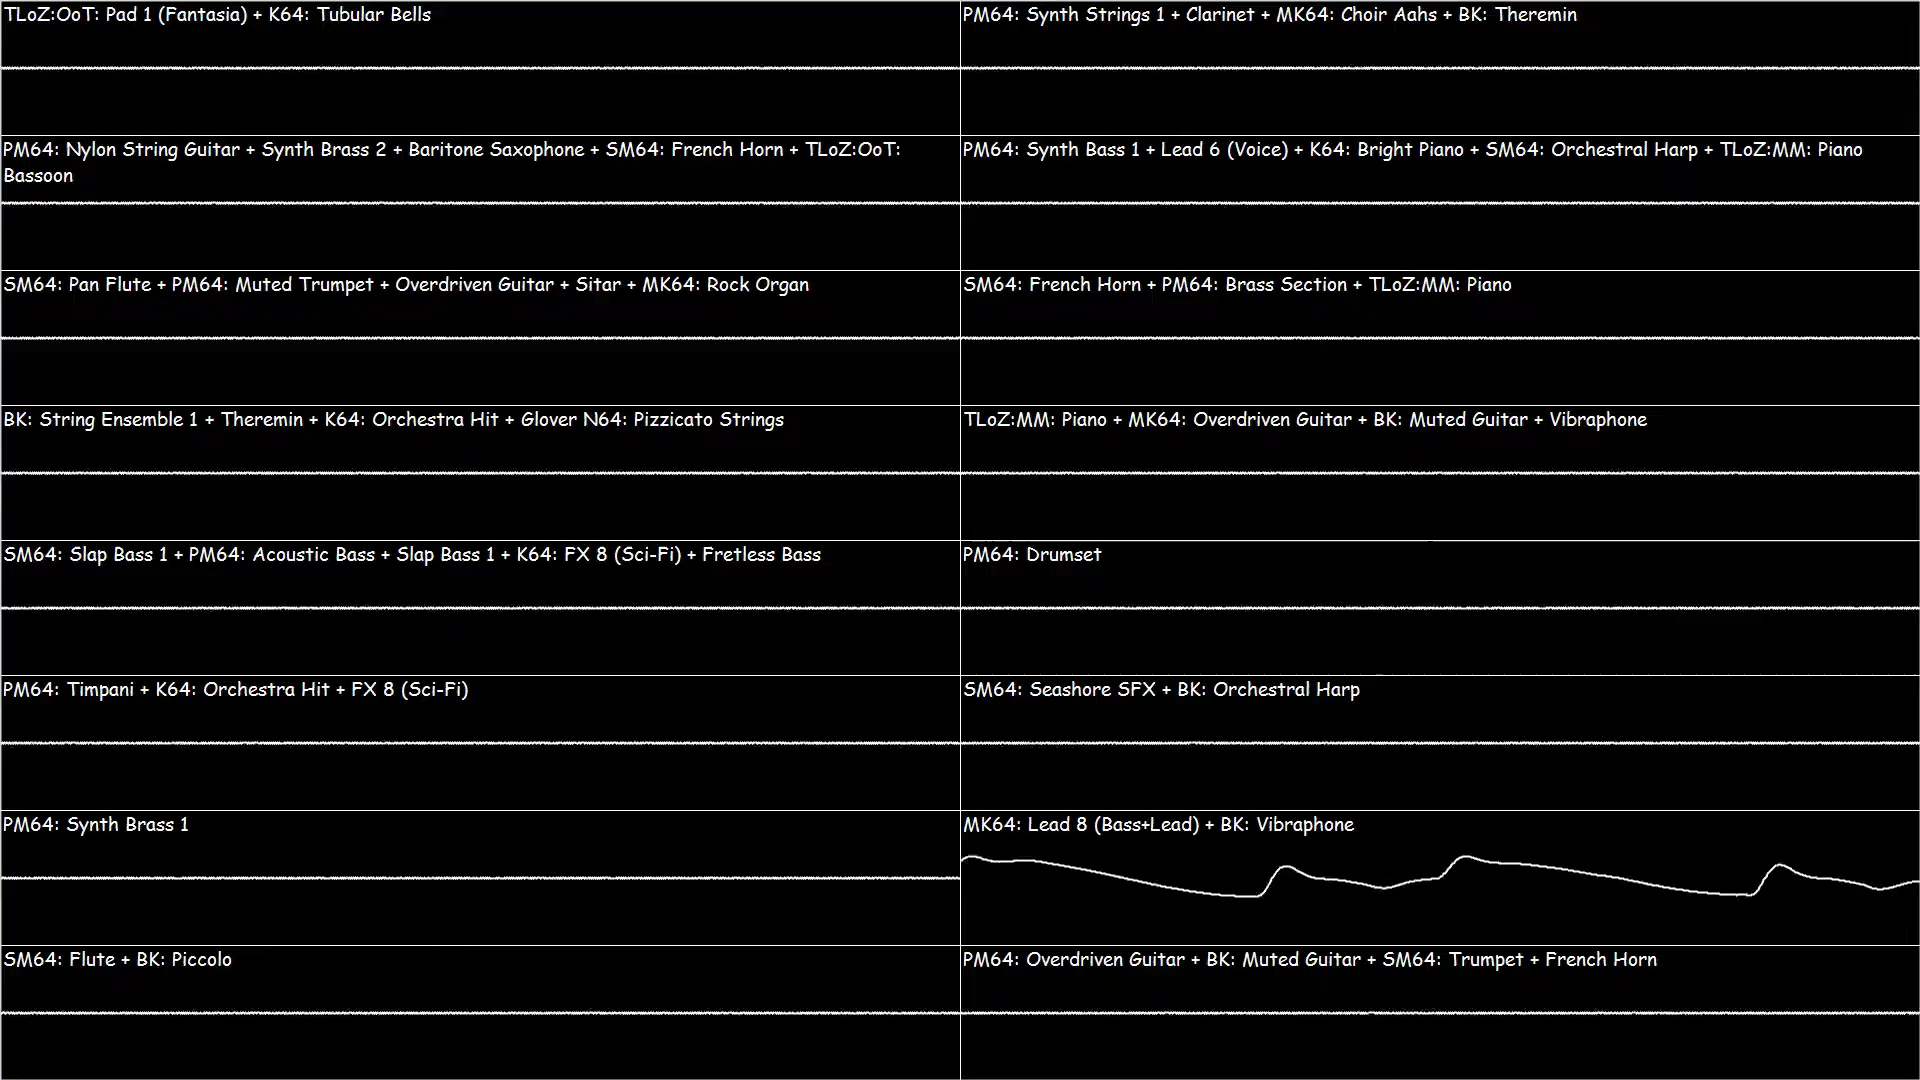 TLoZ:OoT: Pad 1 (Fantasia) + K64: Tubular Bells
PM64: Synth Strings 1 + Clarinet + MK64: Choir Aahs + BK: Theremin
PM64: Nylon String Guitar + Synth Brass 2 + Baritone Saxophone + SM64: French Horn + TLoZ:OoT:
Bassoon
PM64: Synth Bass 1 + Lead 6 (Voice) + K64: Bright Piano + SM64: Orchestral Harp + TLoZ:MM: Piano
SM64: Pan Flute + PM64: Muted Trumpet + Overdriven Guitar + Sitar + MK64: Rock Organ
SM64: French Horn + PM64: Brass Section + TLoZ:MM: Piano
BK: String Ensemble 1 + Theremin + K64: Orchestra Hit + Glover N64: Pizzicato Strings
TLoZ:MM: Piano + MK64: Overdriven Guitar + BK: Muted Guitar + Vibraphone
SM64: Slap Bass 1 + PM64: Acoustic Bass + Slap Bass 1 + K64: FX 8 (Sci-Fi) + Fretless Bass
PM64: Drumset
PM64: Timpani + K64: Orchestra Hit + FX 8 (Sci-Fi)
SM64: Seashore SFX + BK: Orchestral Harp
PM64: Synth Brass 1
MK64: Lead 8 (Bass+Lead) + BK: Vibraphone
SM64: Flute + BK: Piccolo
PM64: Overdriven Guitar + BK: Muted Guitar + SM64: Trumpet + French Horn